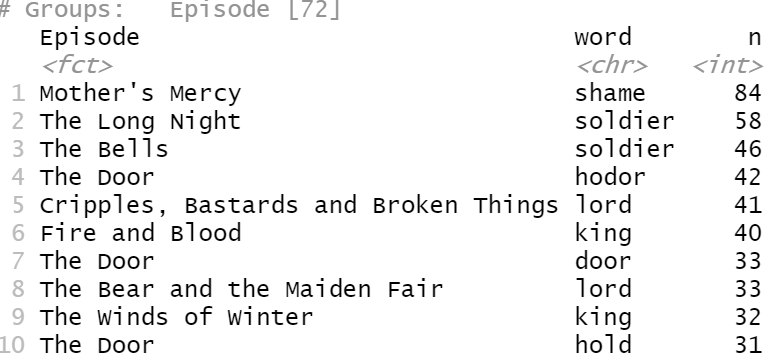 # Groups:   Episode [72]
Episode word n
<fct> <chr> <int>
1 Mother's Mercy shame 84
2 The Long Night soldier 58
3 The Bells soldier 46
4 The Door hodor 42
5 Cripples, Bastards and Broken Things lord 41
6 Fire and Blood king 40
7 The Door door 33
8 The Bear and the Maiden Fair lord 33
9 The Winds of Winter king 32
10 The Door hold 31